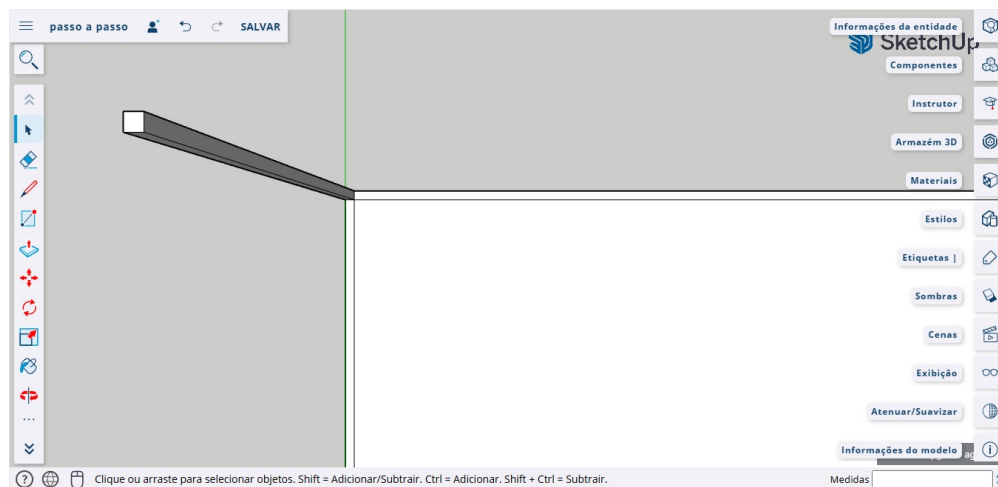 passo a passo SALVAR
Informações da entidade
SketchUp
Componentes
Instrutor
Armazém 3D
Materiais
Estilos
Etiquetas |
Sombras
Cenas
Exibição
Atenuar/Suavizar
Informações do modelo
Clique ou arraste para selecionar objetos. Shift = Adicionar/Subtrair. Ctrl = Adicionar. Shift + Ctrl = Subtrair. Medidas